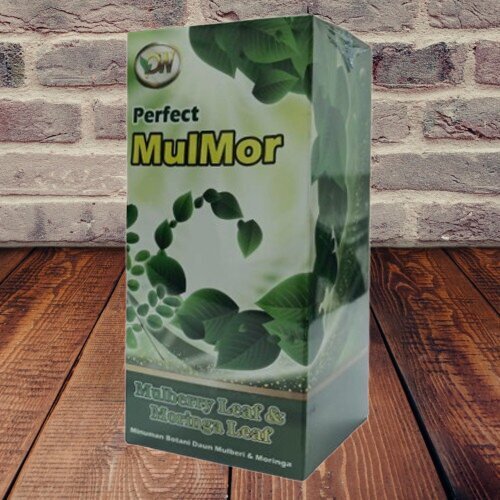 DW
Perfect
MulMor
Mulberry Leaf &
Moringa Leaf
Minuman Botani Daun Mulberi & Moringa